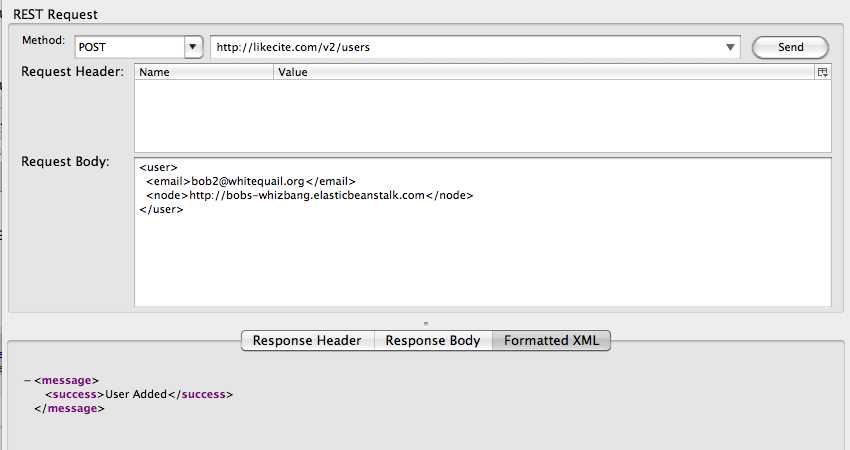 REST Request
Method: POST http://likecite.com/v2/users Send
Request Header: Name Value
Request Body:
<user>
<email>bob2@whitequail.org</email>
<node>http://bobs-whizbang.elasticbeanstalk.com</node>
</user>
Response Header Response Body Formatted XML
– <message>
<success>User Added</success>
</message>